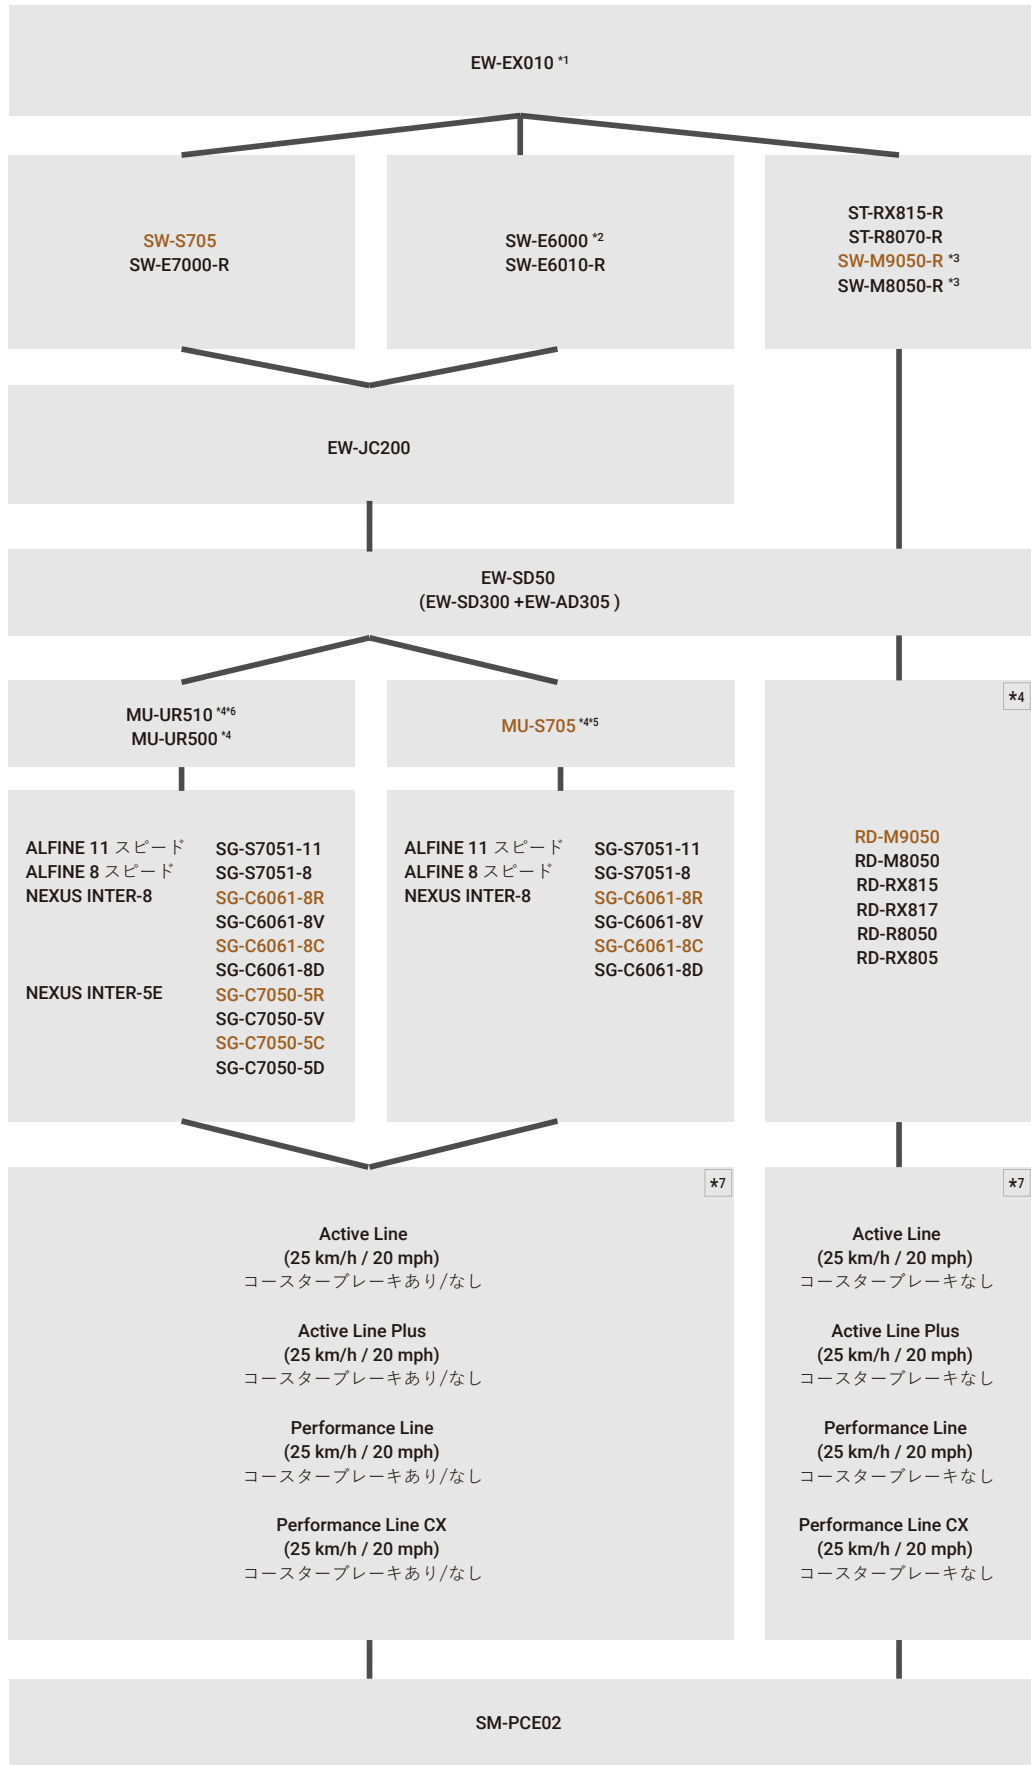 EW-EX010 *1
SW-S705
SW-E7000-R
SW-E6000 *2
SW-E6010-R
ST-RX815-R
ST-R8070-R
SW-M9050-R *3
SW-M8050-R *3
EW-JC200
EW-SD50
(EW-SD300 +EW-AD305 )
MU-UR510 *4*6
MU-UR500 *4
MU-S705 *4*5
*4
ALFINE 11 スピード SG-S7051-11
ALFINE 8 スピード SG-S7051-8
NEXUS INTER-8 SG-C6061-8R
SG-C6061-8V
SG-C6061-8C
SG-C6061-8D
NEXUS INTER-5E SG-C7050-5R
SG-C7050-5V
SG-C7050-5C
SG-C7050-5D
ALFINE 11 スピード SG-S7051-11
ALFINE 8 スピード SG-S7051-8
NEXUS INTER-8 SG-C6061-8R
SG-C6061-8V
SG-C6061-8C
SG-C6061-8D
RD-M9050
RD-M8050
RD-RX815
RD-RX817
RD-R8050
RD-RX805
*7
Active Line
(25 km/h / 20 mph)
コースターブレーキあり/なし
Active Line Plus
(25 km/h / 20 mph)
コースターブレーキあり/なし
Performance Line
(25 km/h / 20 mph)
コースターブレーキあり/なし
Performance Line CX
(25 km/h / 20 mph)
コースターブレーキあり/なし
*7
Active Line
(25 km/h / 20 mph)
コースターブレーキなし
Active Line Plus
(25 km/h / 20 mph)
コースターブレーキなし
Performance Line
(25 km/h / 20 mph)
コースターブレーキなし
Performance Line CX
(25 km/h / 20 mph)
コースターブレーキなし
SM-PCE02